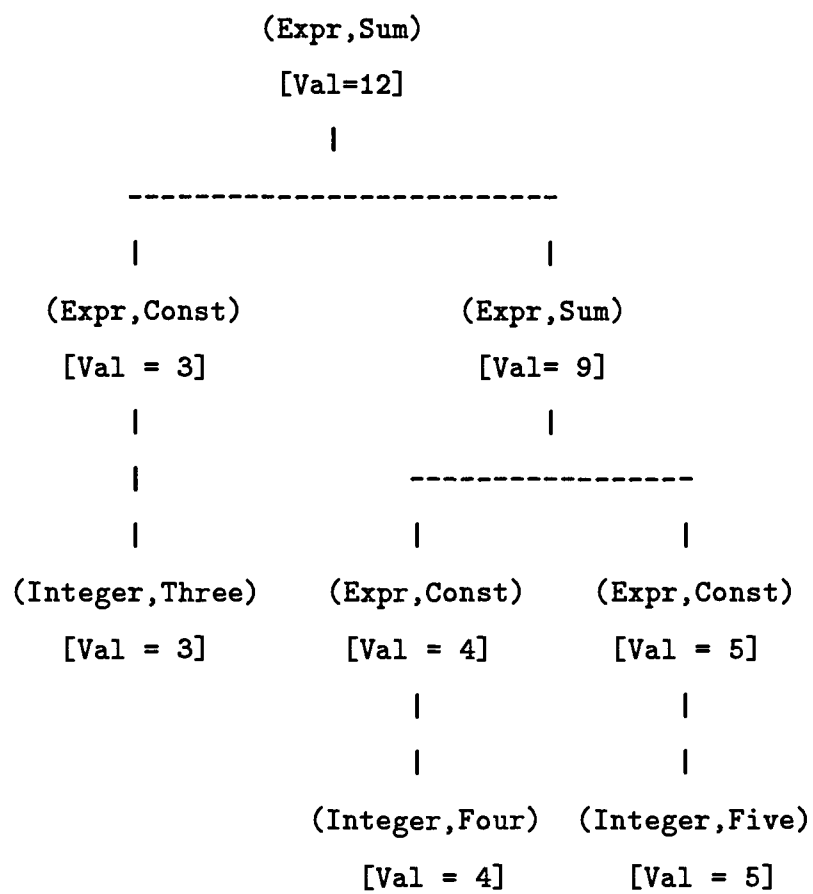 (Expr,Sum)
[Val=12]
(Expr,Const) (Expr,Sum)
[Val = 3] [Val= 9]
(Integer,Three) (Expr,Const) (Expr,Const)
[Val = 3] [Val = 4] [Val = 5]
(Integer,Four) (Integer,Five)
[Val = 4] [Val = 5]